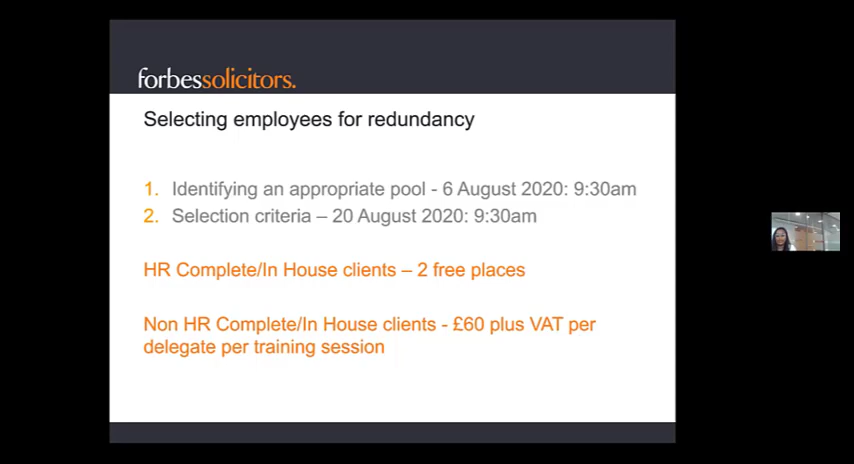 forbessolicitors.
Selecting employees for redundancy
1. Identifying an appropriate pool - 6 August 2020: 9:30am
2. Selection criteria – 20 August 2020: 9:30am
HR Complete/In House clients – 2 free places
Non HR Complete/In House clients - £60 plus VAT per
delegate per training session